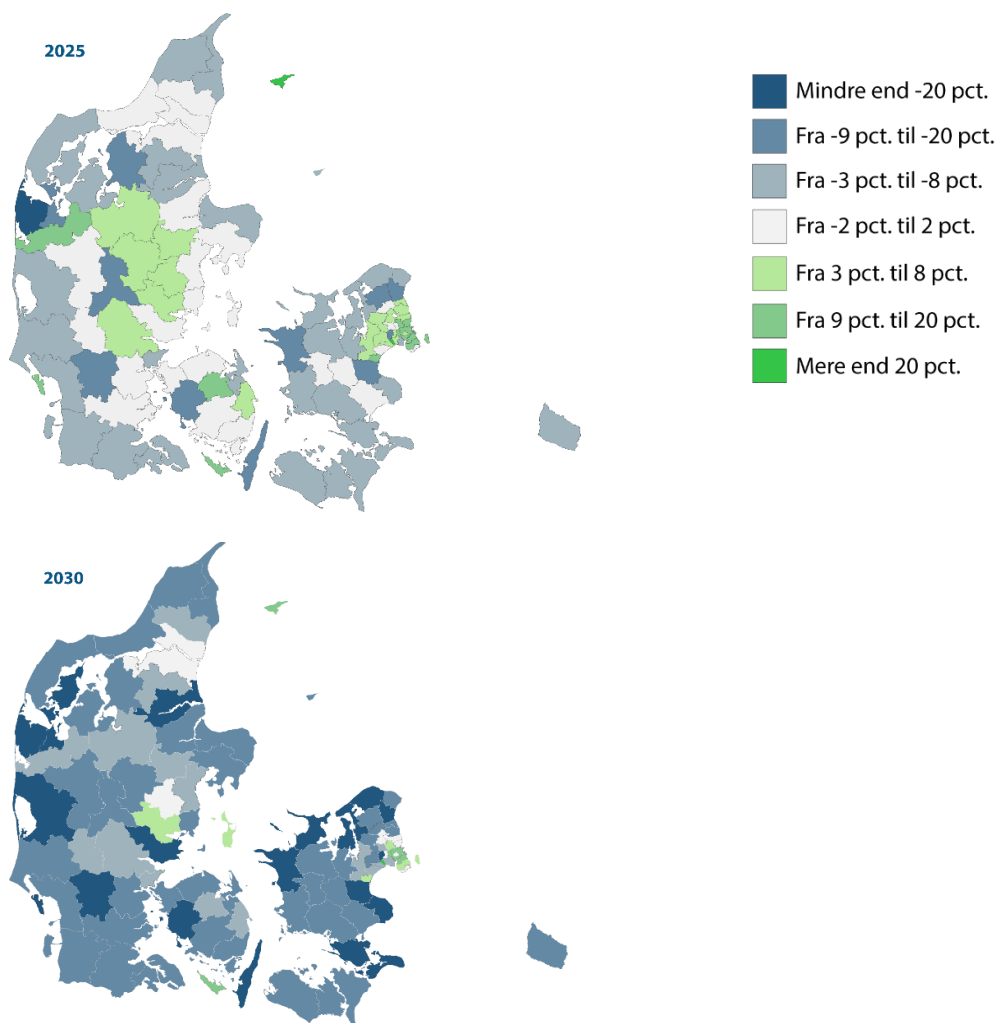 2025
Mindre end -20 pct.
Fra -9 pct. til -20 pct.
Fra -3 pct. til -8 pct.
Fra -2 pct. til 2 pct.
Fra 3 pct. til 8 pct.
Fra 9 pct. til 20 pct.
Mere end 20 pct.
2030